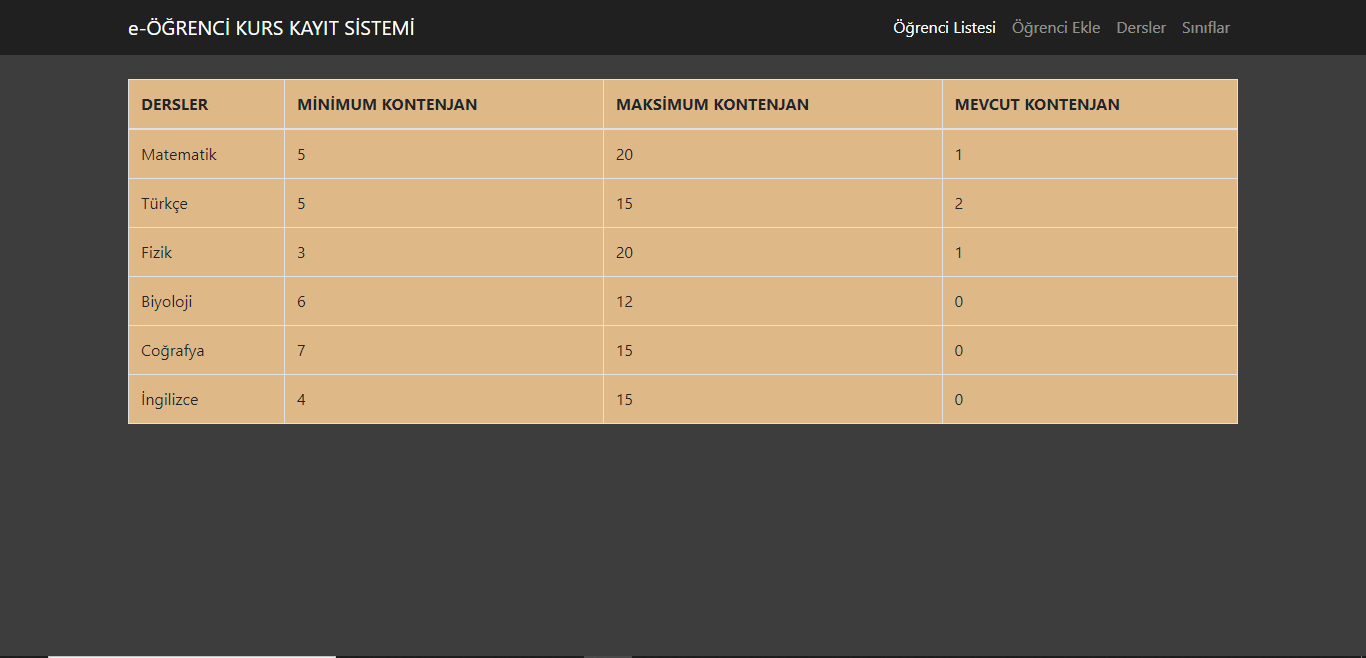 e-ÖĞRENCİ KURS KAYIT SİSTEMİ Öğrenci Listesi Öğrenci Ekle Dersler Sınıflar
DERSLER MİNİMUM KONTENJAN MAKSİMUM KONTENJAN MEVCUT KONTENJAN
Matematik 5 20 1
Türkçe 5 15 2
Fizik 3 20 1
Biyoloji 6 12 0
Coğrafya 7 15 0
İngilizce 4 15 0